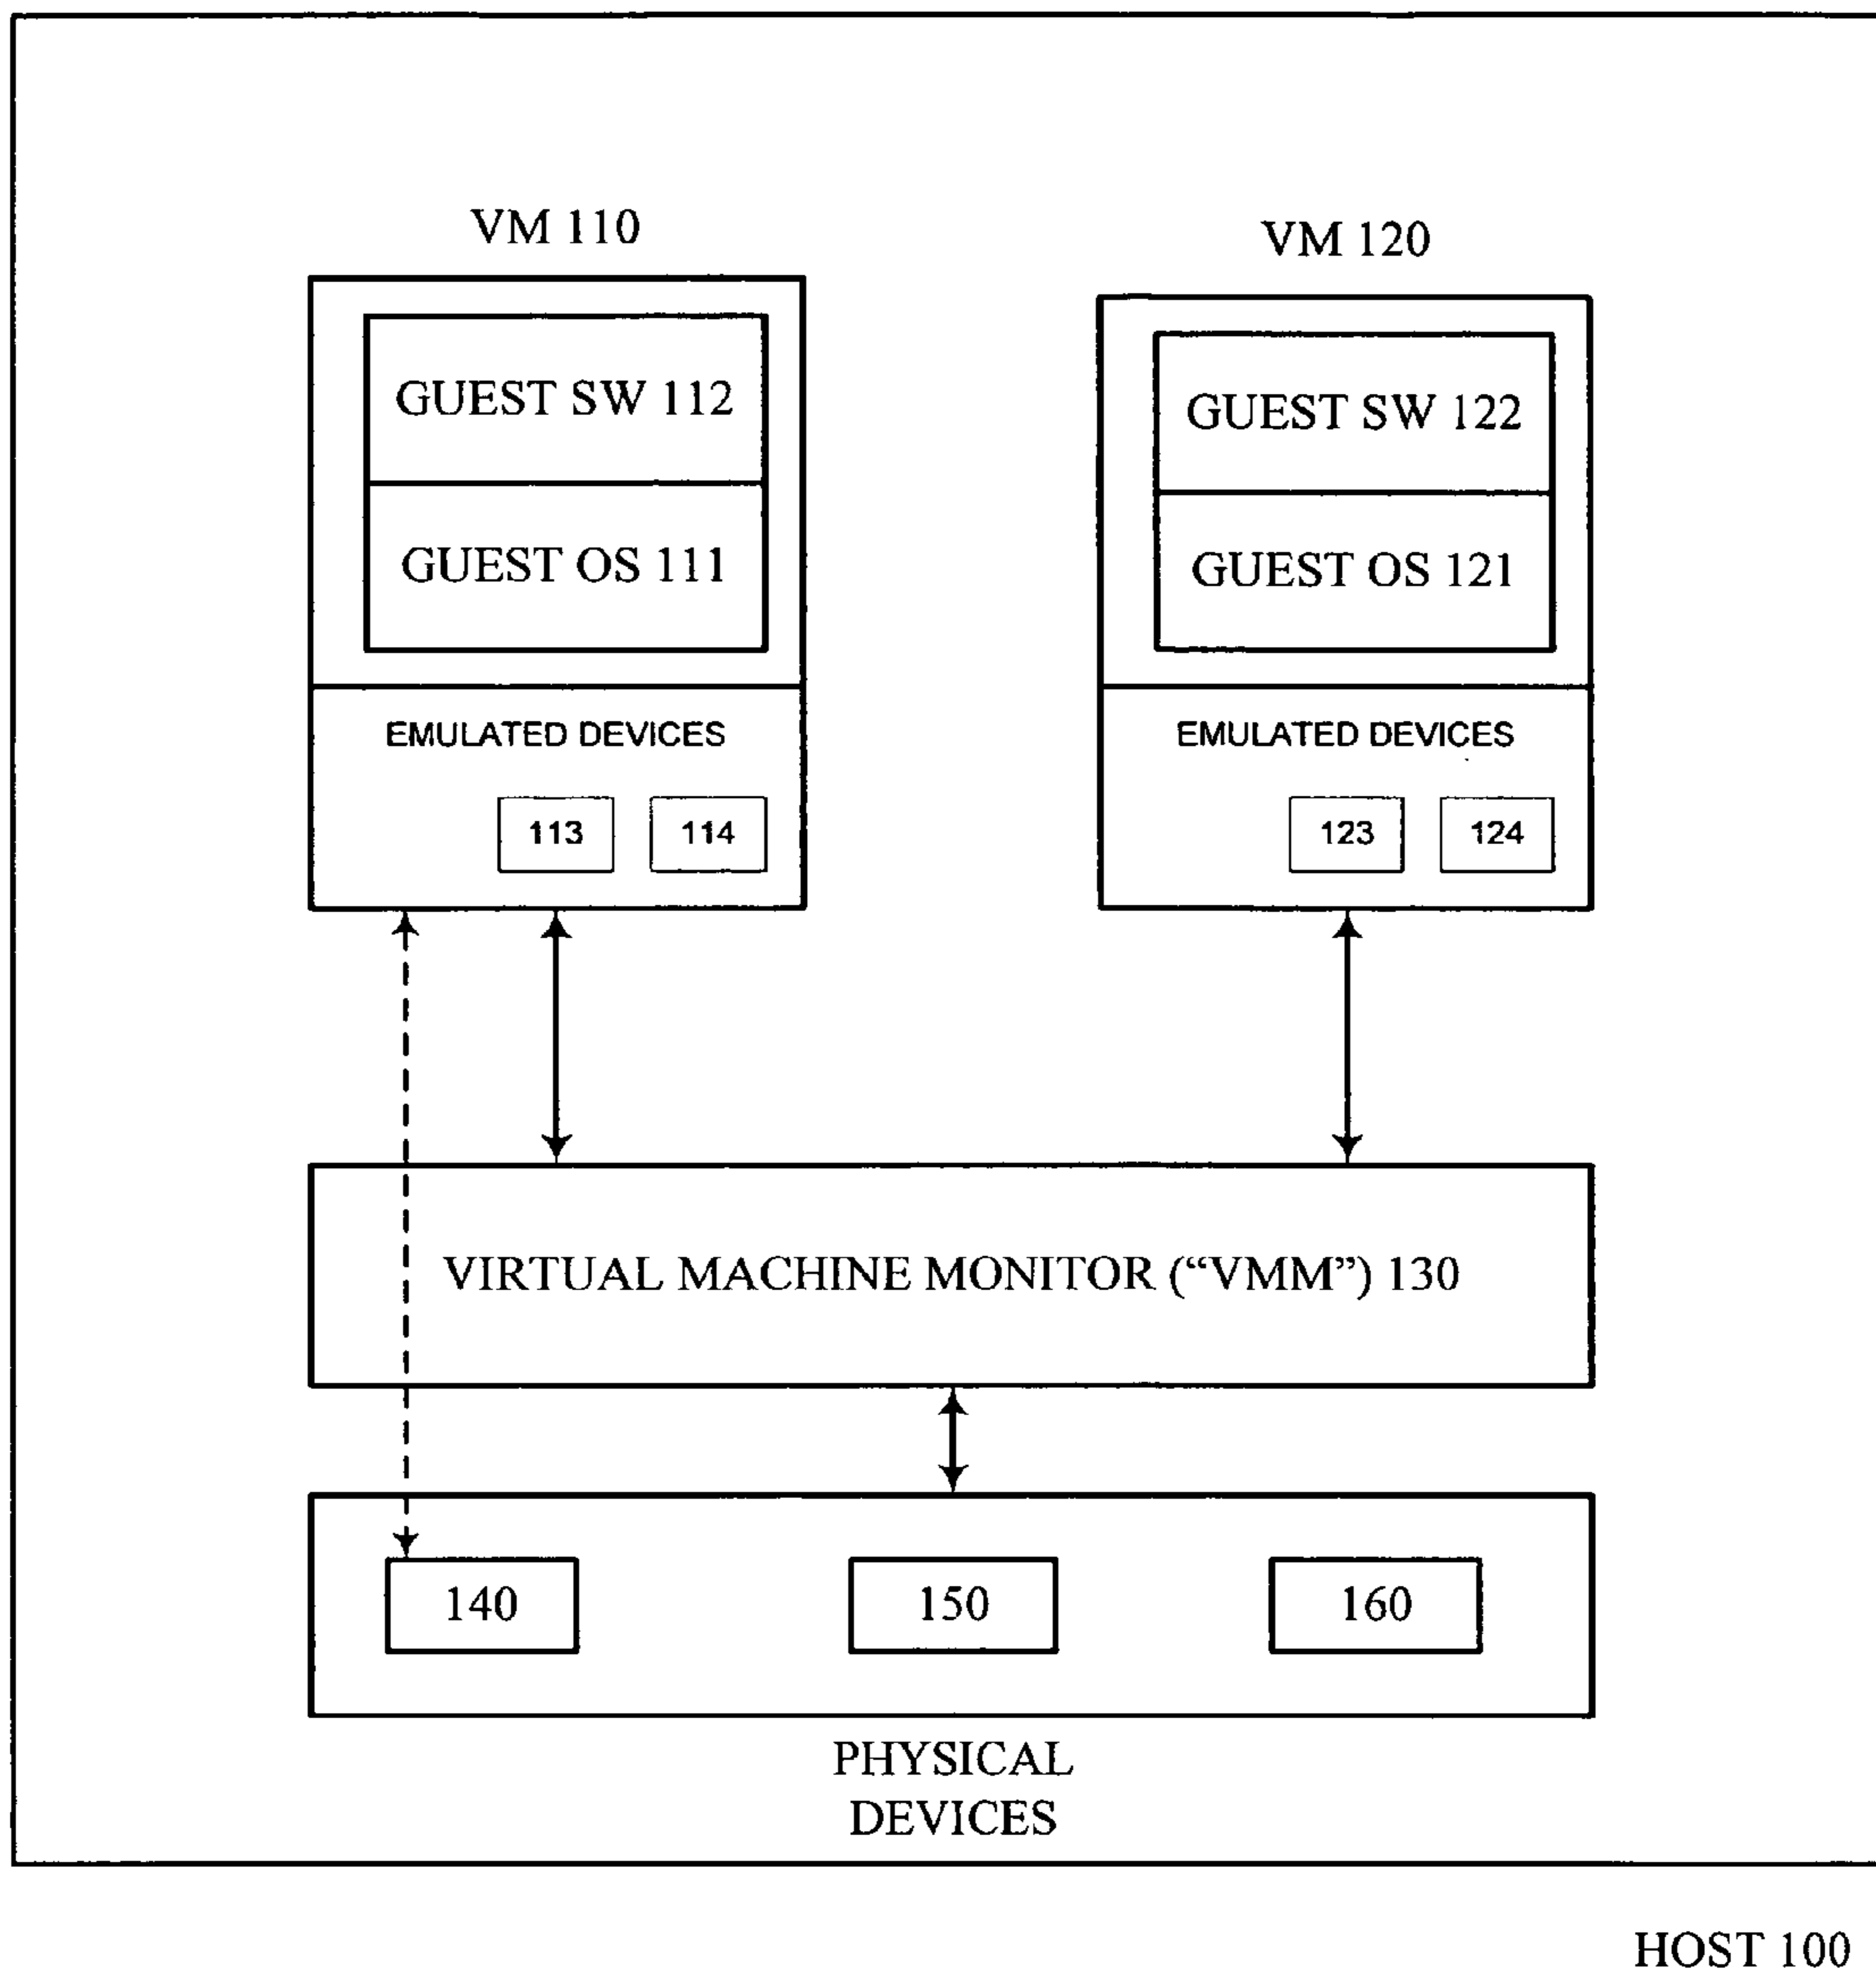 VM 110
VM 120
GUEST SW 112
GUEST OS 111
GUEST SW 122
GUEST OS 121
EMULATED DEVICES
113
114
EMULATED DEVICES
123
124
VIRTUAL MACHINE MONITOR (“VMM”) 130
140
150
160
PHYSICAL
DEVICES
HOST 100